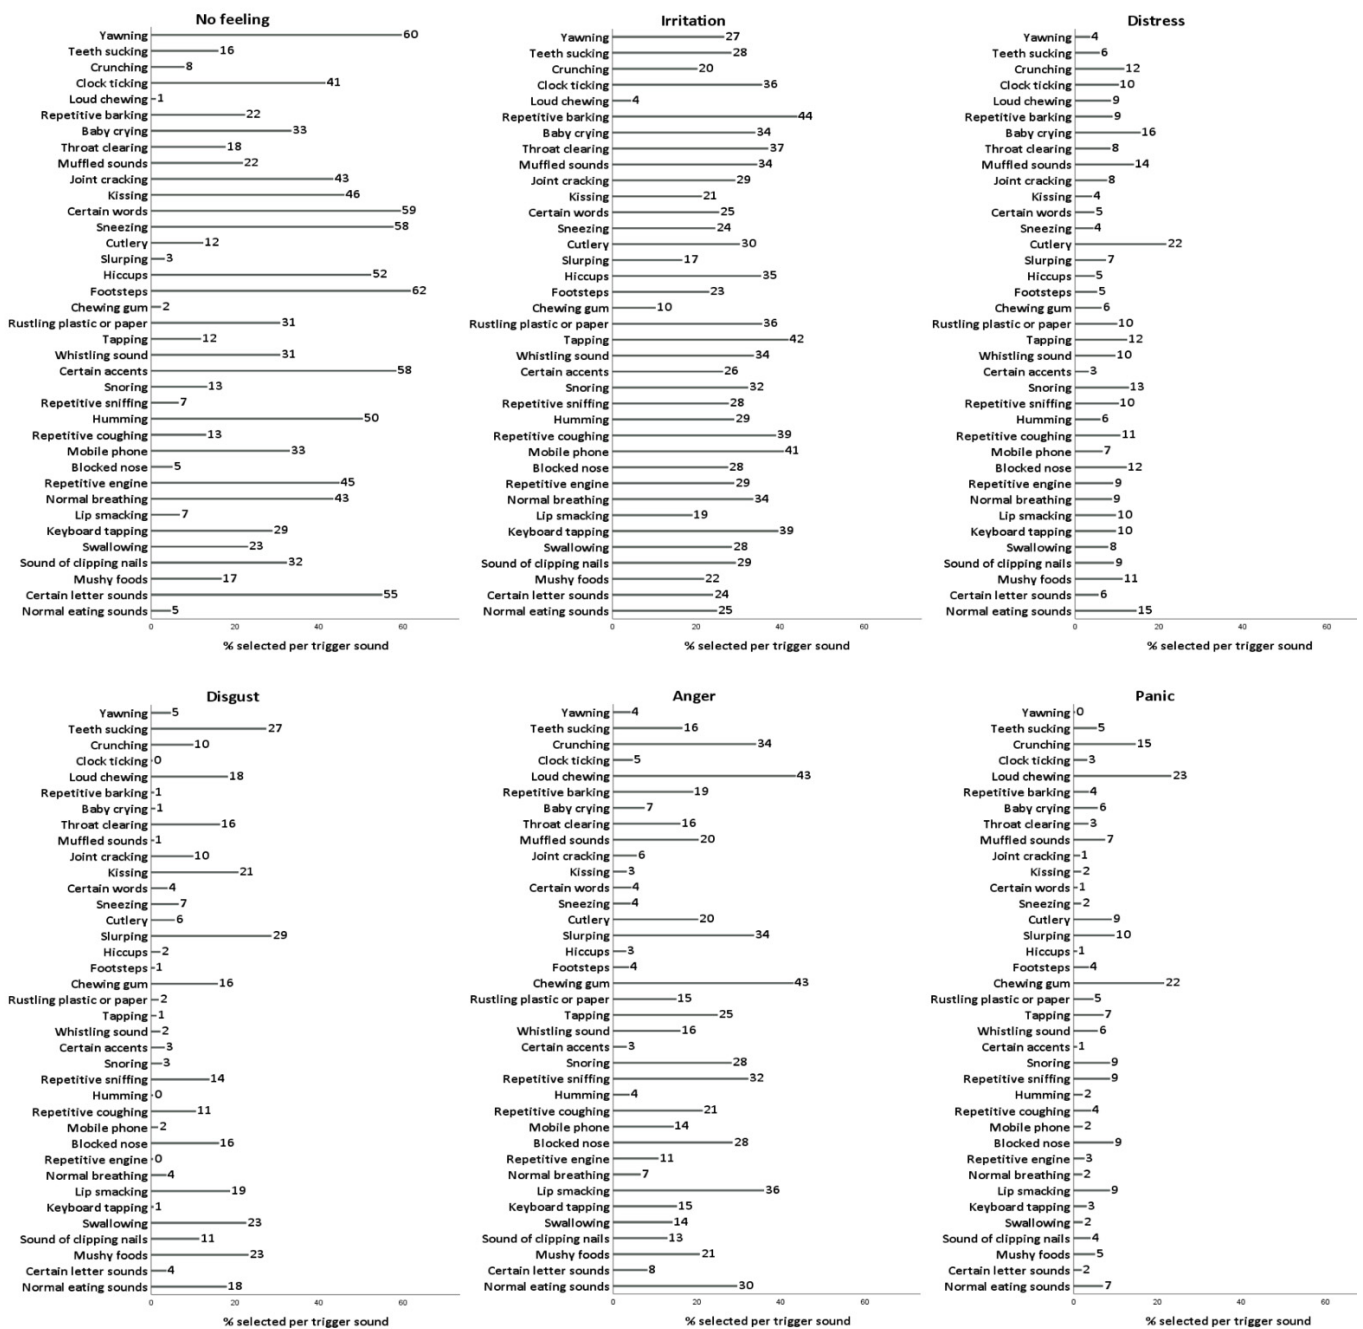 No feeling
Yawning 60
Teeth sucking 16
Crunching 8
Clock ticking 41
Loud chewing 1
Repetitive barking 22
Baby crying 33
Throat clearing 18
Muffled sounds 22
Joint cracking 43
Kissing 46
Certain words 59
Sneezing 58
Cutlery 12
Slurping 3
Hiccups 52
Footsteps 62
Chewing gum 2
Rustling plastic or paper 31
Tapping 12
Whistling sound 31
Certain accents 58
Snoring 13
Repetitive sniffing 7
Humming 50
Repetitive coughing 13
Mobile phone 33
Blocked nose 5
Repetitive engine 45
Normal breathing 43
Lip smacking 7
Keyboard tapping 29
Swallowing 23
Sound of clipping nails 32
Mushy foods 17
Certain letter sounds 55
Normal eating sounds 5
0 20 40 60
% selected per trigger sound
Irritation
Yawning 27
Teeth sucking 28
Crunching 20
Clock ticking 36
Loud chewing 4
Repetitive barking 44
Baby crying 34
Throat clearing 37
Muffled sounds 34
Joint cracking 29
Kissing 21
Certain words 25
Sneezing 24
Cutlery 30
Slurping 17
Hiccups 35
Footsteps 23
Chewing gum 10
Rustling plastic or paper 36
Tapping 42
Whistling sound 34
Certain accents 26
Snoring 32
Repetitive sniffing 28
Humming 29
Repetitive coughing 39
Mobile phone 41
Blocked nose 28
Repetitive engine 29
Normal breathing 34
Lip smacking 19
Keyboard tapping 39
Swallowing 28
Sound of clipping nails 29
Mushy foods 22
Certain letter sounds 24
Normal eating sounds 25
0 20 40 60
% selected per trigger sound
Distress
Yawning 4
Teeth sucking 6
Crunching 12
Clock ticking 10
Loud chewing 9
Repetitive barking 9
Baby crying 16
Throat clearing 8
Muffled sounds 14
Joint cracking 8
Kissing 4
Certain words 5
Sneezing 4
Cutlery 22
Slurping 7
Hiccups 5
Footsteps 5
Chewing gum 6
Rustling plastic or paper 10
Tapping 12
Whistling sound 10
Certain accents 3
Snoring 13
Repetitive sniffing 10
Humming 6
Repetitive coughing 11
Mobile phone 7
Blocked nose 12
Repetitive engine 9
Normal breathing 9
Lip smacking 10
Keyboard tapping 10
Swallowing 8
Sound of clipping nails 9
Mushy foods 11
Certain letter sounds 6
Normal eating sounds 15
0 20 40 60
% selected per trigger sound
Disgust
Yawning 5
Teeth sucking 27
Crunching 10
Clock ticking 0
Loud chewing 18
Repetitive barking 1
Baby crying 1
Throat clearing 16
Muffled sounds 1
Joint cracking 10
Kissing 21
Certain words 4
Sneezing 7
Cutlery 6
Slurping 29
Hiccups 2
Footsteps 1
Chewing gum 16
Rustling plastic or paper 2
Tapping 1
Whistling sound 2
Certain accents 3
Snoring 3
Repetitive sniffing 14
Humming 0
Repetitive coughing 11
Mobile phone 2
Blocked nose 16
Repetitive engine 0
Normal breathing 4
Lip smacking 19
Keyboard tapping 1
Swallowing 23
Sound of clipping nails 11
Mushy foods 23
Certain letter sounds 4
Normal eating sounds 18
0 20 40 60
% selected per trigger sound
Anger
Yawning 4
Teeth sucking 16
Crunching 34
Clock ticking 5
Loud chewing 43
Repetitive barking 19
Baby crying 7
Throat clearing 16
Muffled sounds 20
Joint cracking 6
Kissing 3
Certain words 4
Sneezing 4
Cutlery 20
Slurping 34
Hiccups 3
Footsteps 4
Chewing gum 43
Rustling plastic or paper 15
Tapping 25
Whistling sound 16
Certain accents 3
Snoring 28
Repetitive sniffing 32
Humming 4
Repetitive coughing 21
Mobile phone 14
Blocked nose 28
Repetitive engine 11
Normal breathing 7
Lip smacking 36
Keyboard tapping 15
Swallowing 14
Sound of clipping nails 13
Mushy foods 21
Certain letter sounds 8
Normal eating sounds 30
0 20 40 60
% selected per trigger sound
Panic
Yawning 0
Teeth sucking 5
Crunching 15
Clock ticking 3
Loud chewing 23
Repetitive barking 4
Baby crying 6
Throat clearing 3
Muffled sounds 7
Joint cracking 1
Kissing 2
Certain words 1
Sneezing 2
Cutlery 9
Slurping 10
Hiccups 1
Footsteps 4
Chewing gum 22
Rustling plastic or paper 5
Tapping 7
Whistling sound 6
Certain accents 1
Snoring 9
Repetitive sniffing 9
Humming 2
Repetitive coughing 4
Mobile phone 2
Blocked nose 9
Repetitive engine 3
Normal breathing 2
Lip smacking 9
Keyboard tapping 3
Swallowing 2
Sound of clipping nails 4
Mushy foods 5
Certain letter sounds 2
Normal eating sounds 7
0 20 40 60
% selected per trigger sound